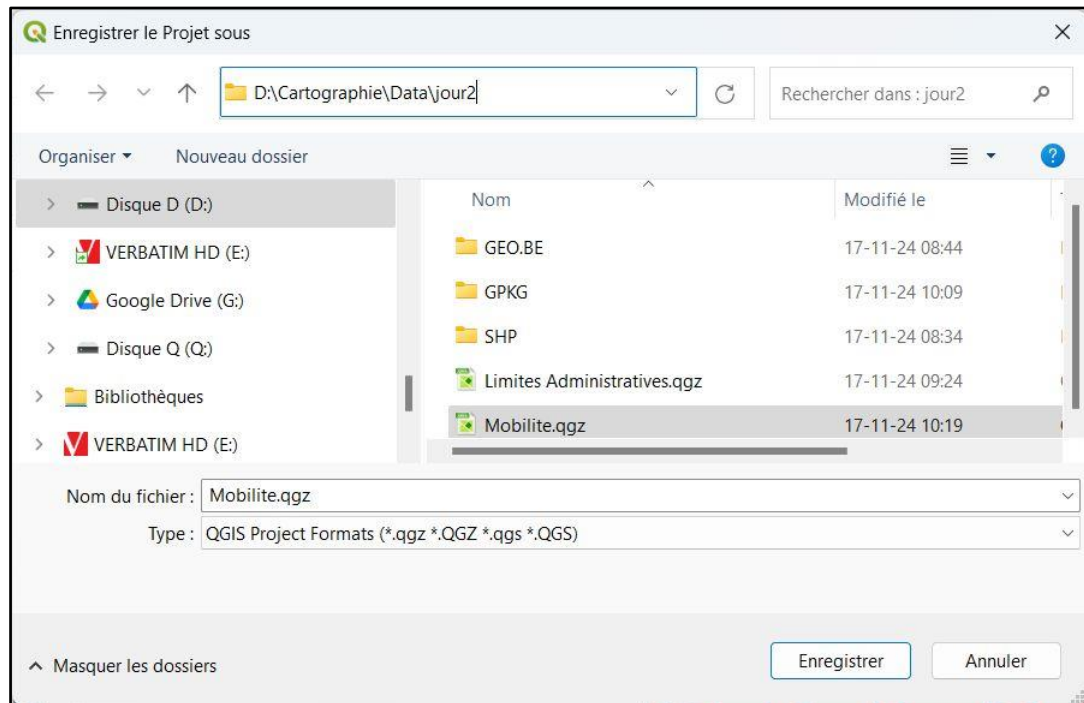 Enregistrer le Projet sous
D:\Cartographie\Data\jour2
Rechercher dans : jour2
Organiser
Nouveau dossier
Nom
Modifié le
Disque D (D:)
VERBATIM HD (E:)
Google Drive (G:)
Disque Q (Q:)
Bibliothèques
VERBATIM HD (E:)
GEO.BE 17-11-24 08:44
GPKG 17-11-24 10:09
SHP 17-11-24 08:34
Limites Administratives.qgz 17-11-24 09:24
Mobilite.qgz 17-11-24 10:19
Nom du fichier : Mobilite.qgz
Type : QGIS Project Formats (*.qgz *.QGZ *.qgs *.QGS)
Masquer les dossiers
Enregistrer
Annuler